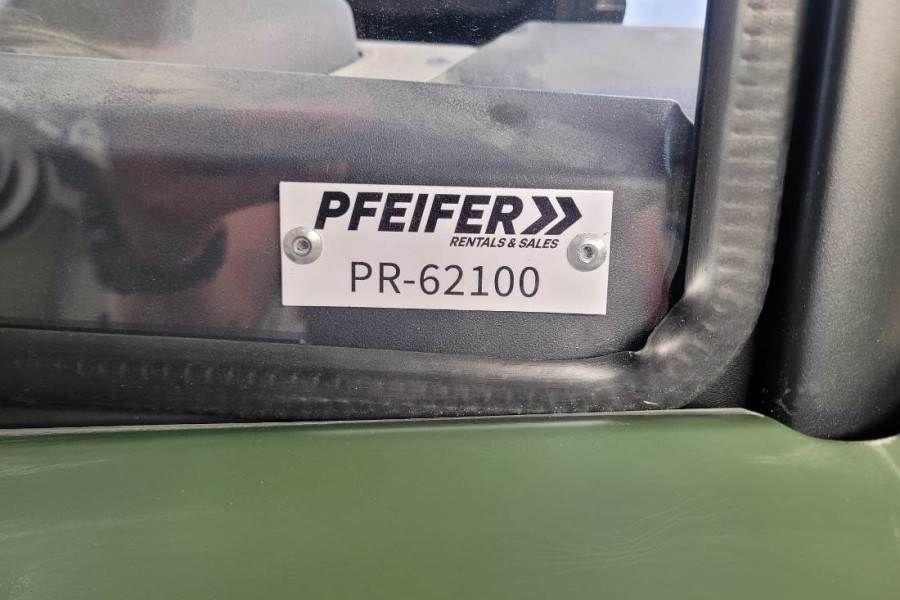 PFEIFER
RENTALS & SALES
PR-62100